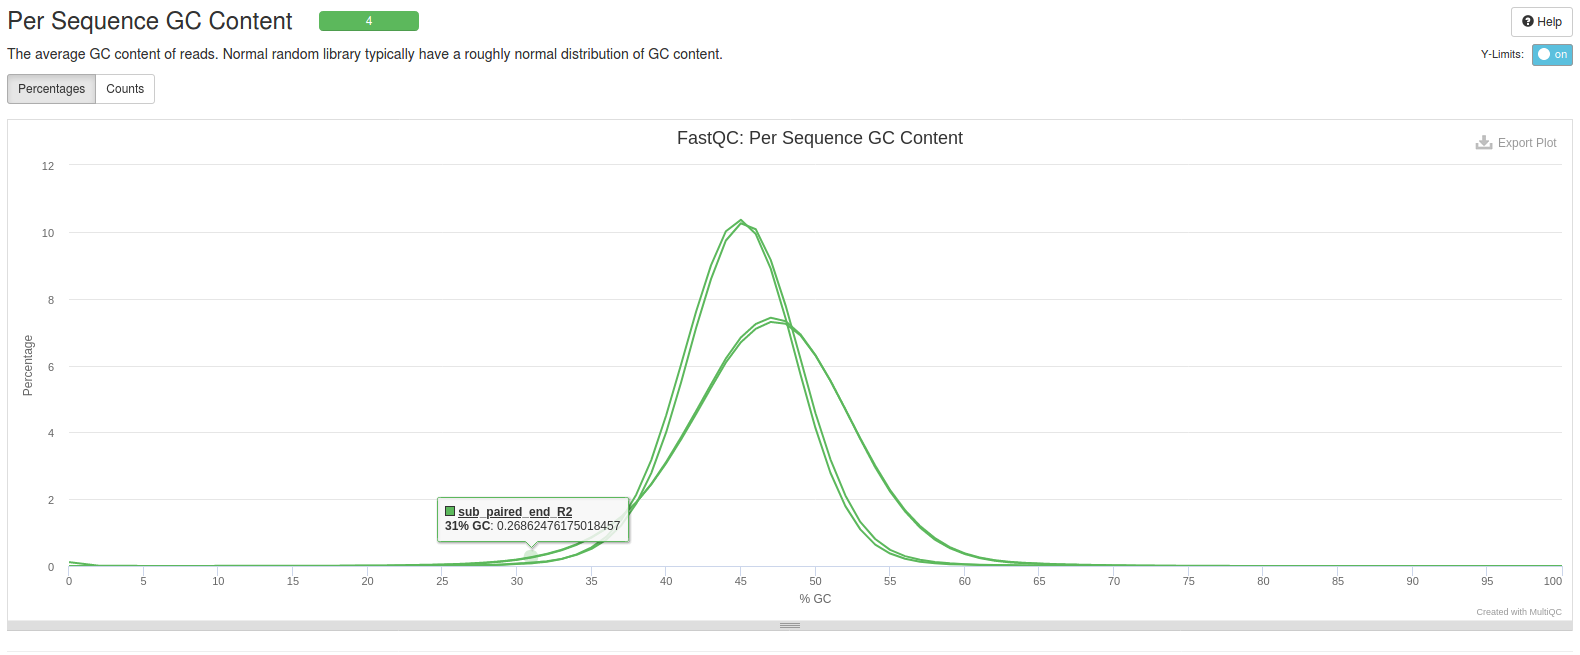 Per Sequence GC Content 4
Help
The average GC content of reads. Normal random library typically have a roughly normal distribution of GC content.
Y-Limits: on
Percentages Counts
FastQC: Per Sequence GC Content
Export Plot
12
10
8
6
4
2
0
Percentage
sub_paired_end_R2
31% GC: 0.26862476175018457
0 5 10 15 20 25 30 35 40 45 50 55 60 65 70 75 80 85 90 95 100
% GC
Created with MultiQC